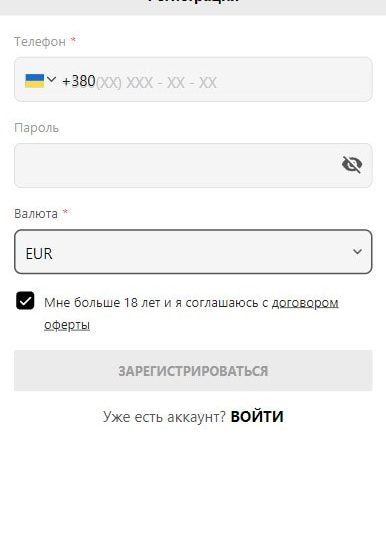 Регистрация
Телефон *
+380(XX) XXX - XX - XX
Пароль
Валюта *
EUR
Мне больше 18 лет и я соглашаюсь с договором
оферты
ЗАРЕГИСТРИРОВАТЬСЯ
Уже есть аккаунт? ВОЙТИ